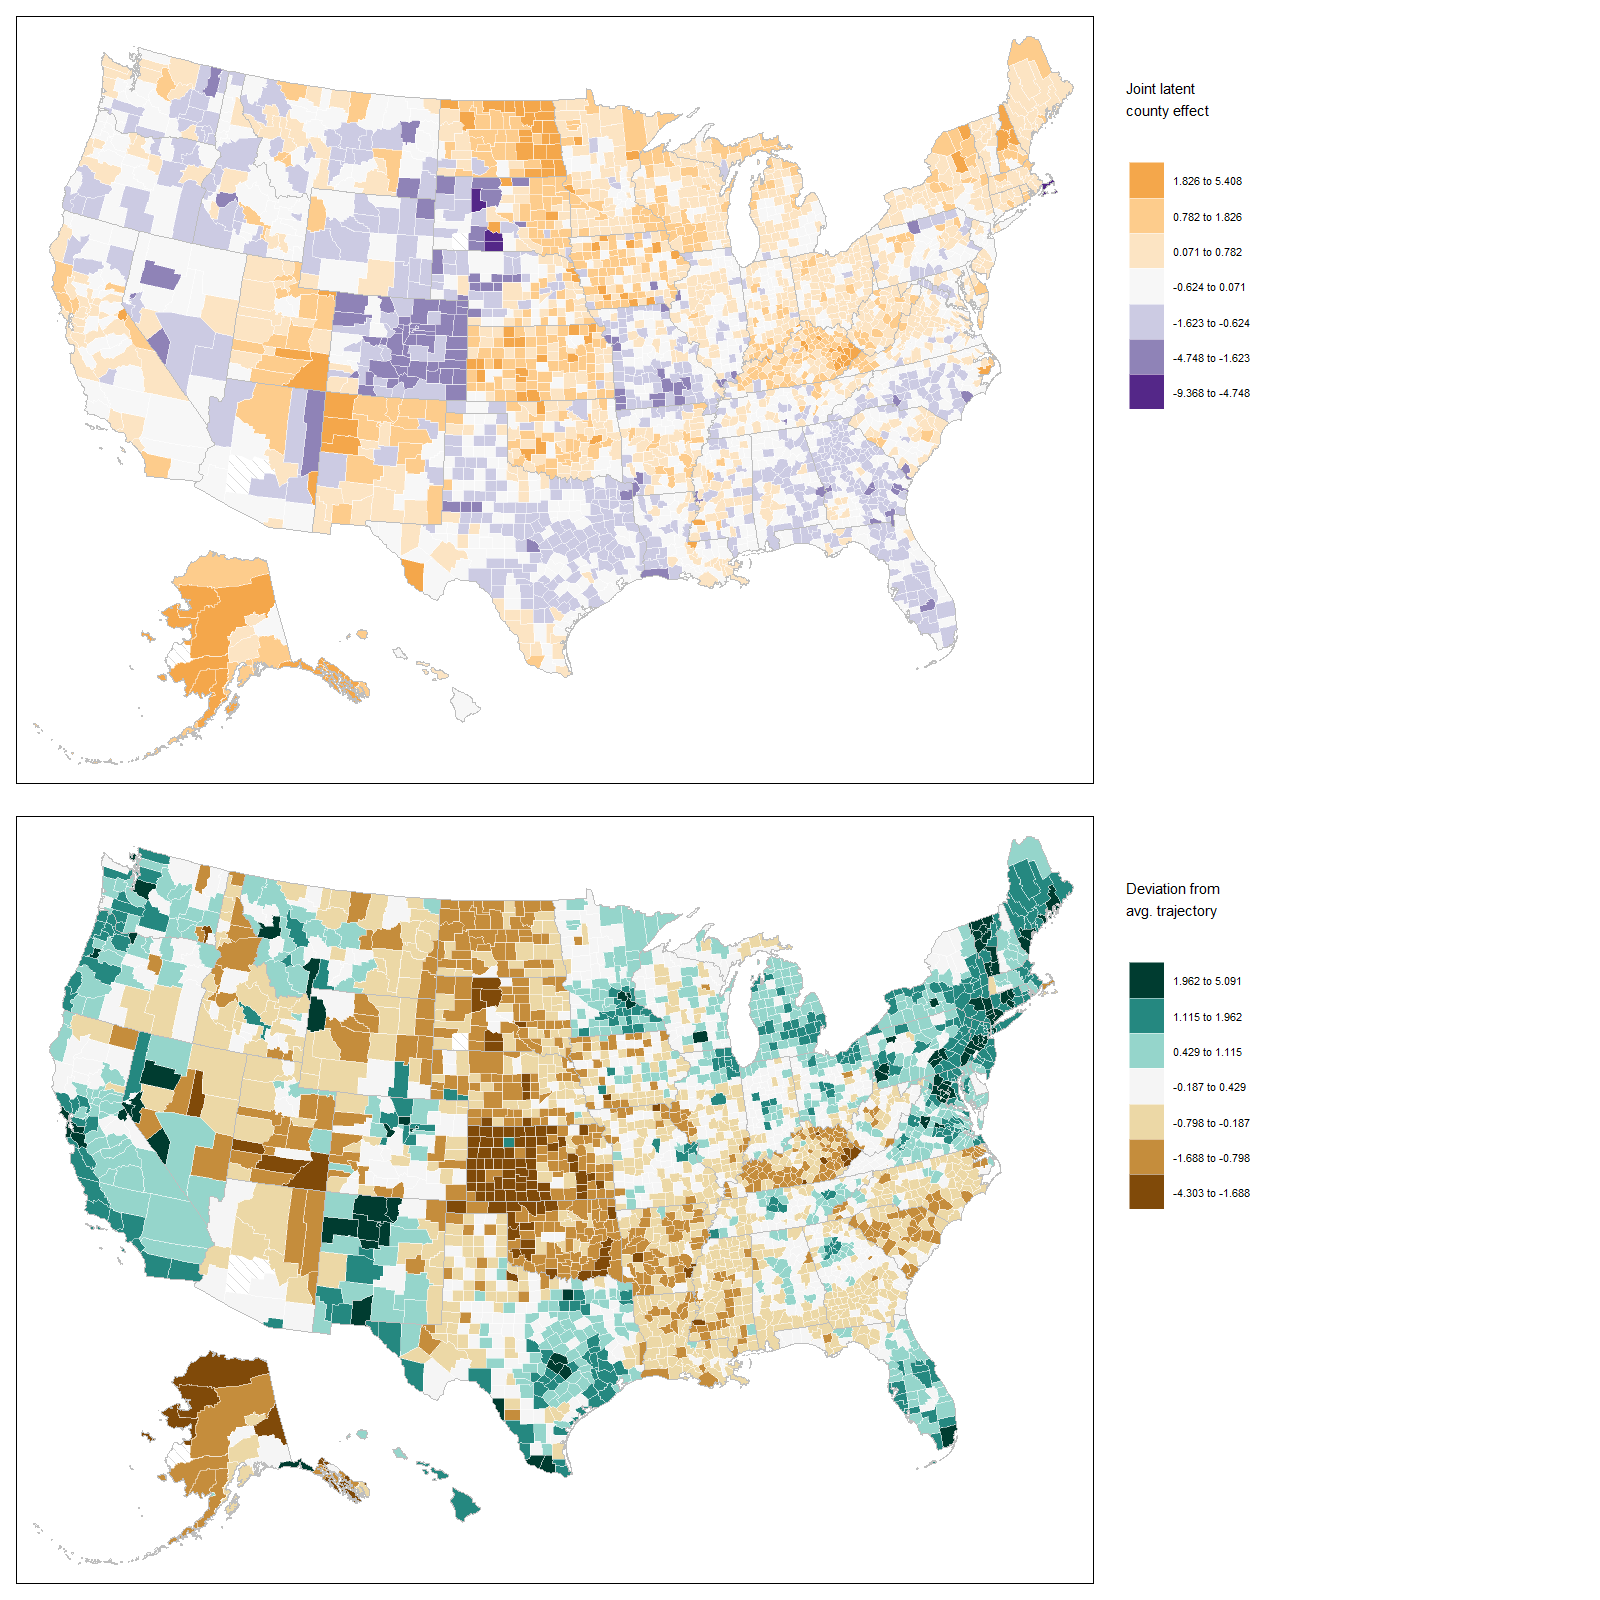 Joint latent
county effect
1.826 to 5.408
0.782 to 1.826
0.071 to 0.782
-0.624 to 0.071
-1.623 to -0.624
-4.748 to -1.623
-9.368 to -4.748
Deviation from
avg. trajectory
1.962 to 5.091
1.115 to 1.962
0.429 to 1.115
-0.187 to 0.429
-0.798 to -0.187
-1.688 to -0.798
-4.303 to -1.688